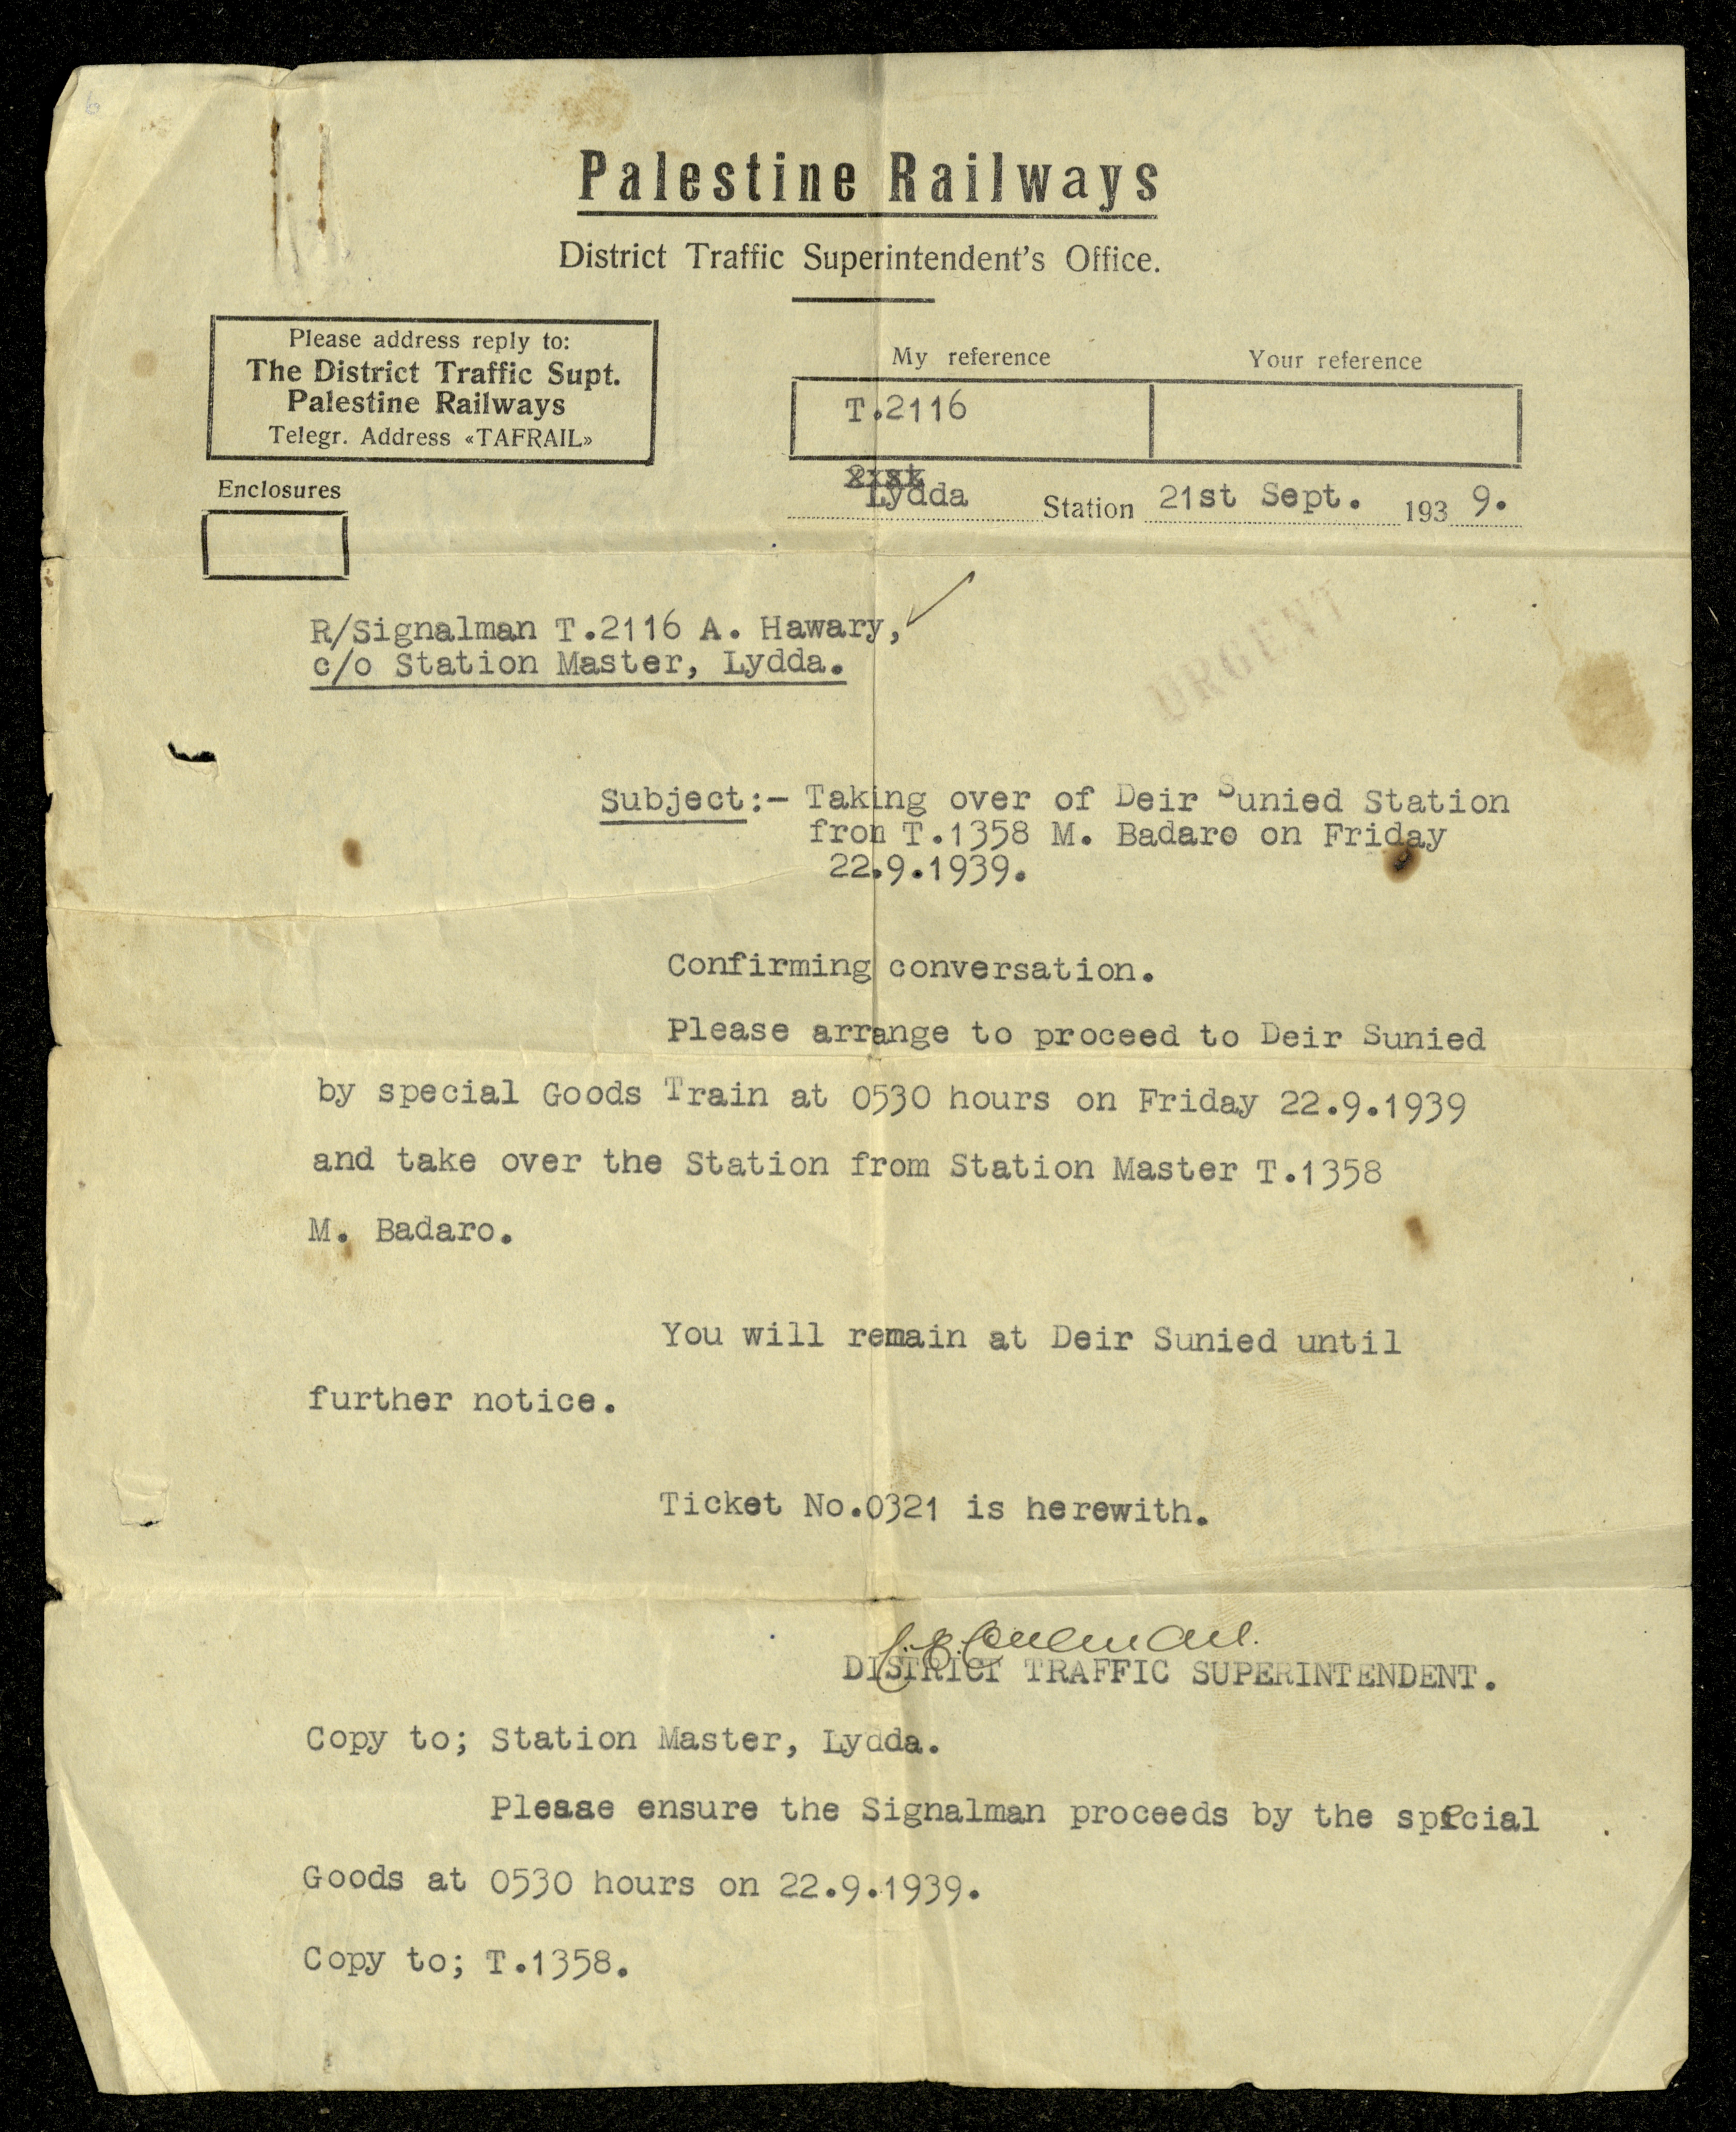 Palestine Railways
District Traffic Superintendent's Office.
Please address reply to:
The District Traffic Supt.
Palestine Railways
Telegr. Address «TAFRAIL»
My reference
Your reference
T.2116
Enclosures
21st
Lydda Station 21st Sept. 1939.
R/Signalman T.2116 A. Hawary,
c/o Station Master, Lydda.
URGENT
Subject:- Taking over of Deir Sunied Station
from T.1358 M. Badaro on Friday
22.9.1939.
Confirming conversation.
Please arrange to proceed to Deir Sunied
by special Goods Train at 0530 hours on Friday 22.9.1939
and take over the Station from Station Master T.1358
M. Badaro.
You will remain at Deir Sunied until
further notice.
Ticket No.0321 is herewith.
DISTRICT TRAFFIC SUPERINTENDENT.
Copy to; Station Master, Lydda.
Please ensure the Signalman proceeds by the special
Goods at 0530 hours on 22.9.1939.
Copy to; T.1358.